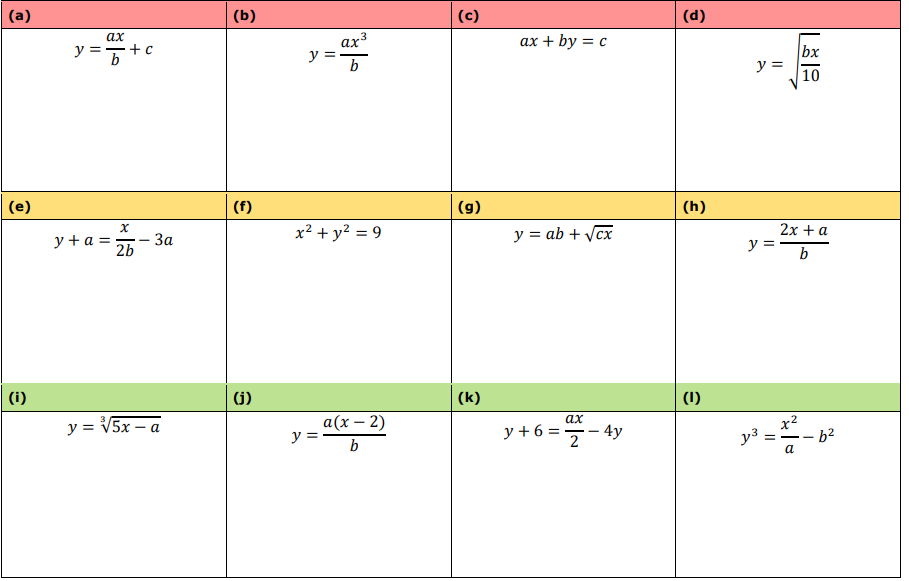 (a) (b) (c) (d)
y = ax/b + c
y = ax³/b
ax + by = c
y = √(bx/10)
(e) (f) (g) (h)
y + a = x/2b − 3a
x² + y² = 9
y = ab + √cx
y = (2x + a)/b
(i) (j) (k) (l)
y = ∛(5x − a)
y = a(x − 2)/b
y + 6 = ax/2 − 4y
y³ = x²/a − b²